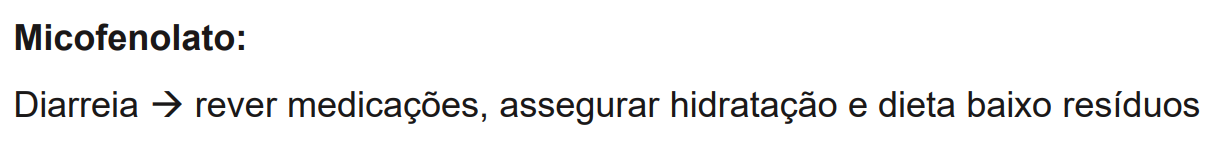 Micofenolato:
Diarreia → rever medicações, assegurar hidratação e dieta baixo resíduos